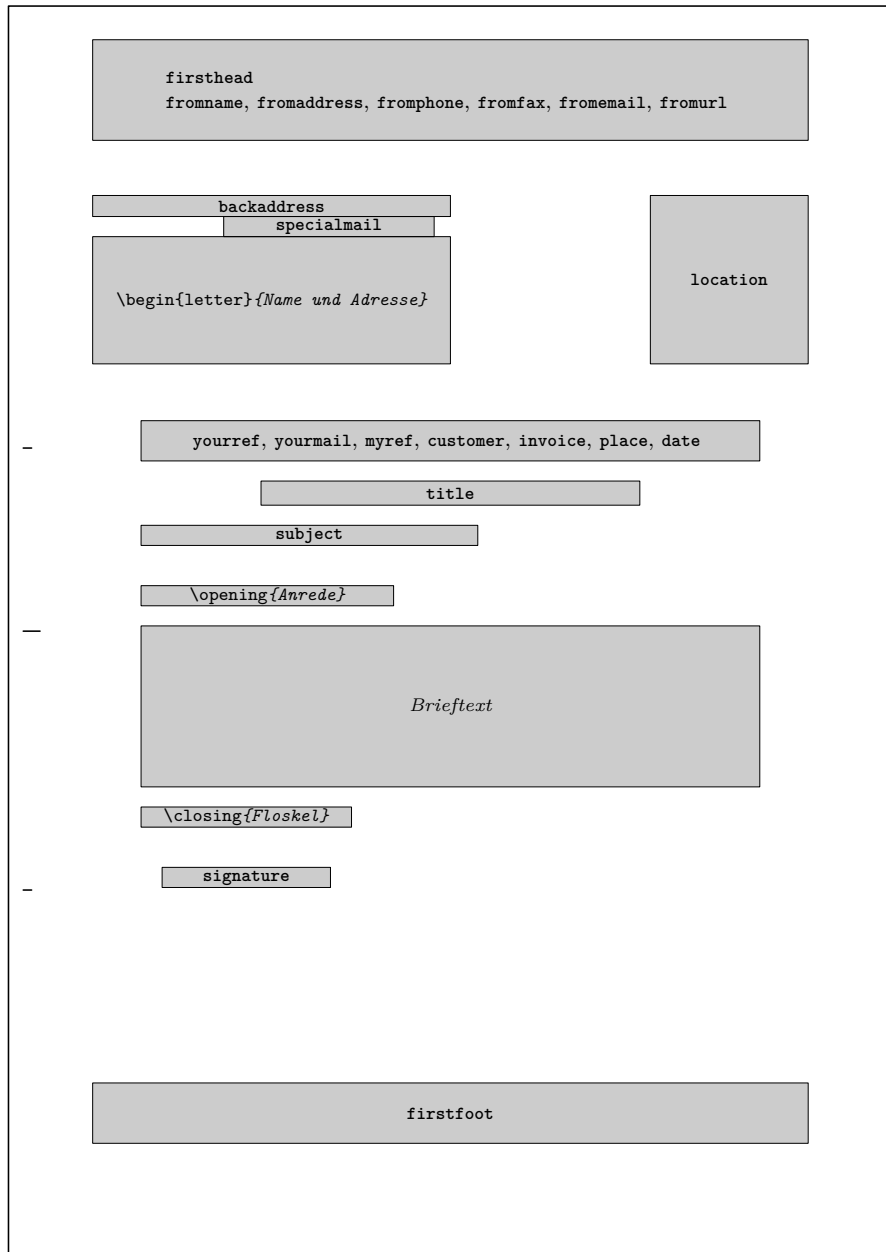 firsthead
fromname, fromaddress, fromphone, fromfax, fromemail, fromurl
backaddress
specialmail
\begin{letter}{Name und Adresse}
location
yourref, yourmail, myref, customer, invoice, place, date
title
subject
\opening{Anrede}
Brieftext
\closing{Floskel}
signature
firstfoot